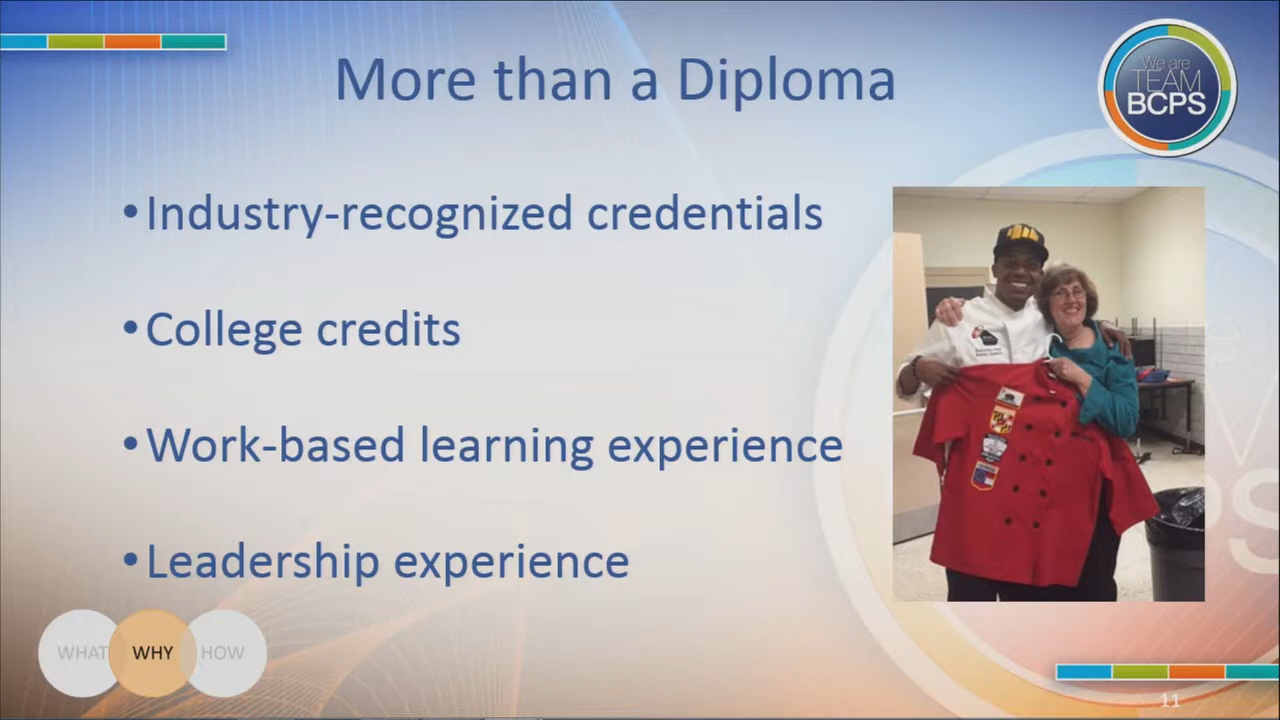 More than a Diploma
We are
TEAM
BCPS
•Industry-recognized credentials
•College credits
•Work-based learning experience
•Leadership experience
WHAT WHY HOW
11